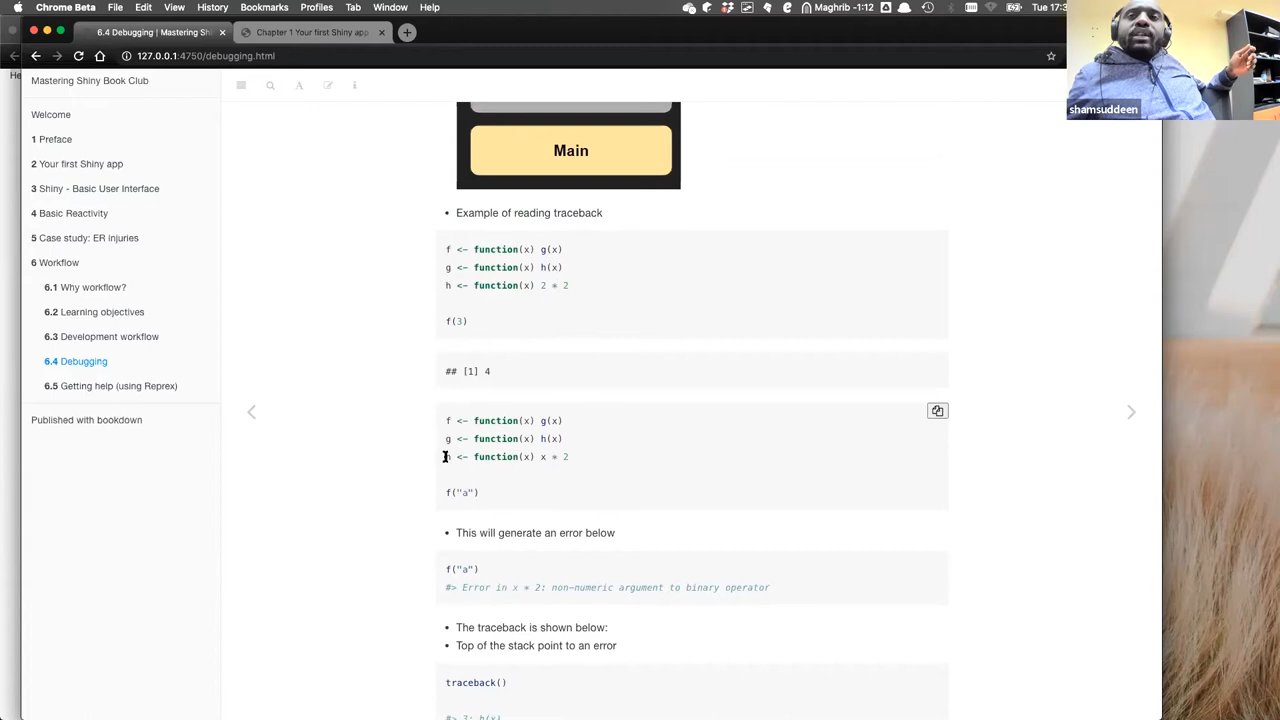 Chrome Beta File Edit View History Bookmarks Profiles Tab Window Help
Maghrib -1:12
6.4 Debugging | Mastering Shi
Chapter 1 Your first Shiny app
127.0.0.1:4750/debugging.html
shamsuddeen
Mastering Shiny Book Club
Welcome
1 Preface
2 Your first Shiny app
3 Shiny - Basic User Interface
4 Basic Reactivity
5 Case study: ER injuries
6 Workflow
6.1 Why workflow?
6.2 Learning objectives
6.3 Development workflow
6.4 Debugging
6.5 Getting help (using Reprex)
Published with bookdown
Main
• Example of reading traceback
f <- function(x) g(x)
g <- function(x) h(x)
h <- function(x) 2 * 2
f(3)
## [1] 4
f <- function(x) g(x)
g <- function(x) h(x)
h <- function(x) x * 2
f("a")
• This will generate an error below
f("a")
#> Error in x * 2: non-numeric argument to binary operator
• The traceback is shown below:
• Top of the stack point to an error
traceback()
#> 3: h(x)